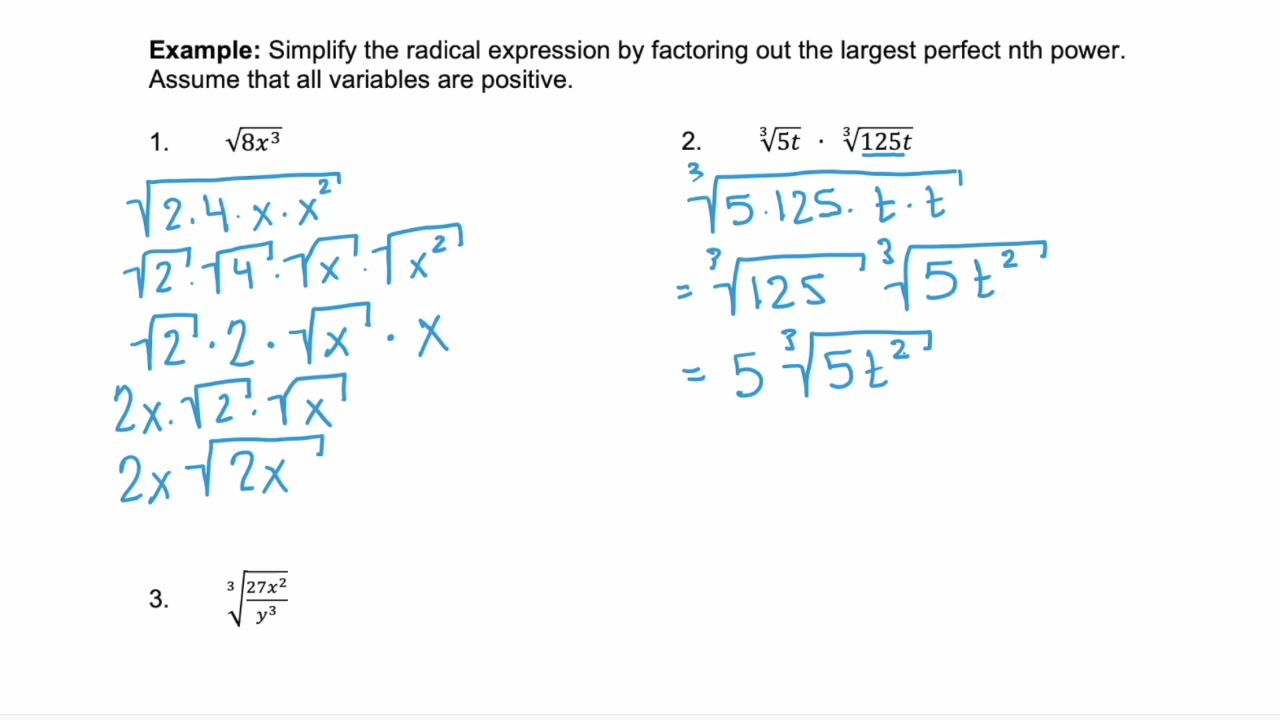 Example: Simplify the radical expression by factoring out the largest perfect nth power.
Assume that all variables are positive.
1. √8x³
√2·4·x·x²
√2·√4·√x·√x²
√2·2·√x·x
2x·√2·√x
2x√2x
2. ∛5t · ∛125t
∛5·125·t·t
= ∛125 ∛5t²
= 5∛5t²
3. ∛27x²/y³